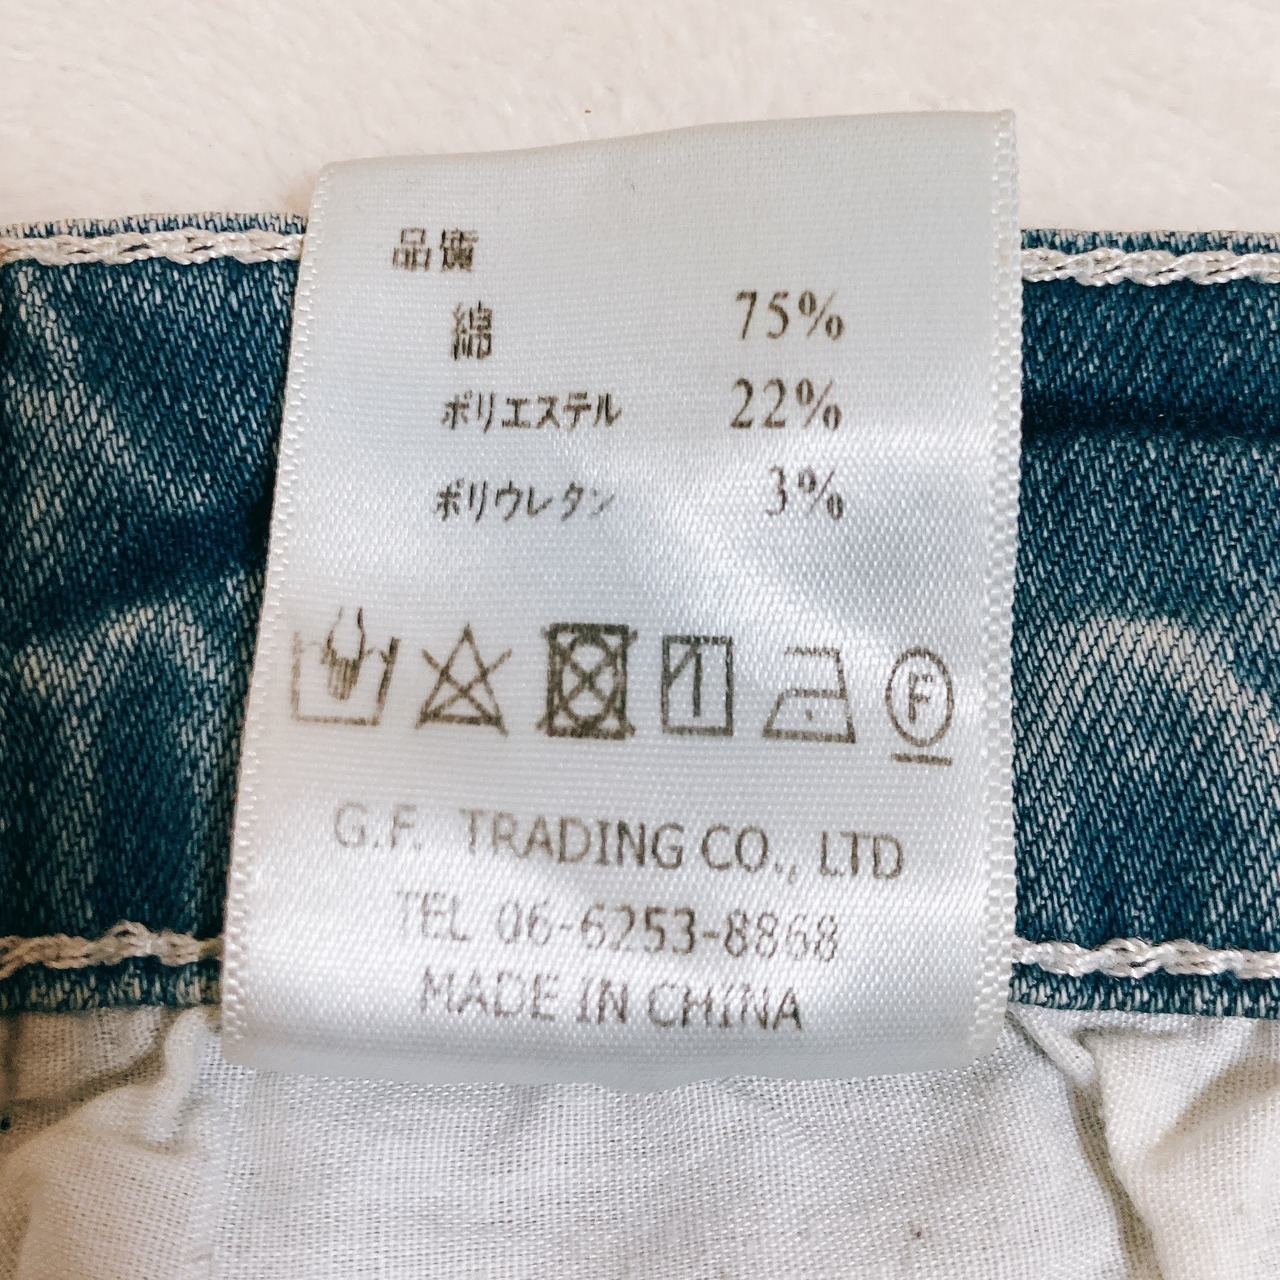 品質
綿 75%
ポリエステル 22%
ポリウレタン 3%
F
G.F. TRADING CO., LTD
TEL 06-6253-8868
MADE IN CHINA